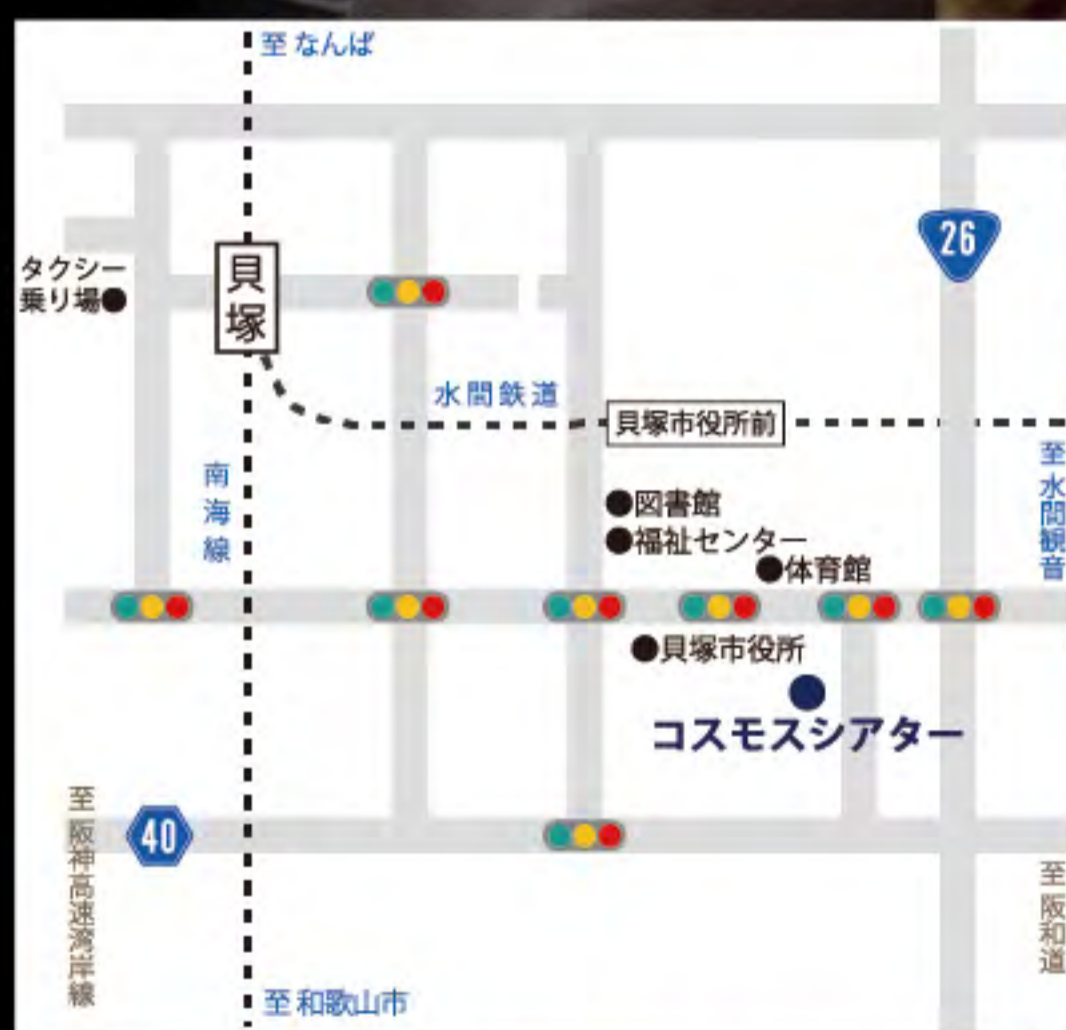 至 なんば
26
タクシー
乗り場
貝塚
水間鉄道
貝塚市役所前
南海線
至 水間観音
図書館
福祉センター
体育館
貝塚市役所
コスモスシアター
至 阪神高速湾岸線
40
至 阪和道
至 和歌山市